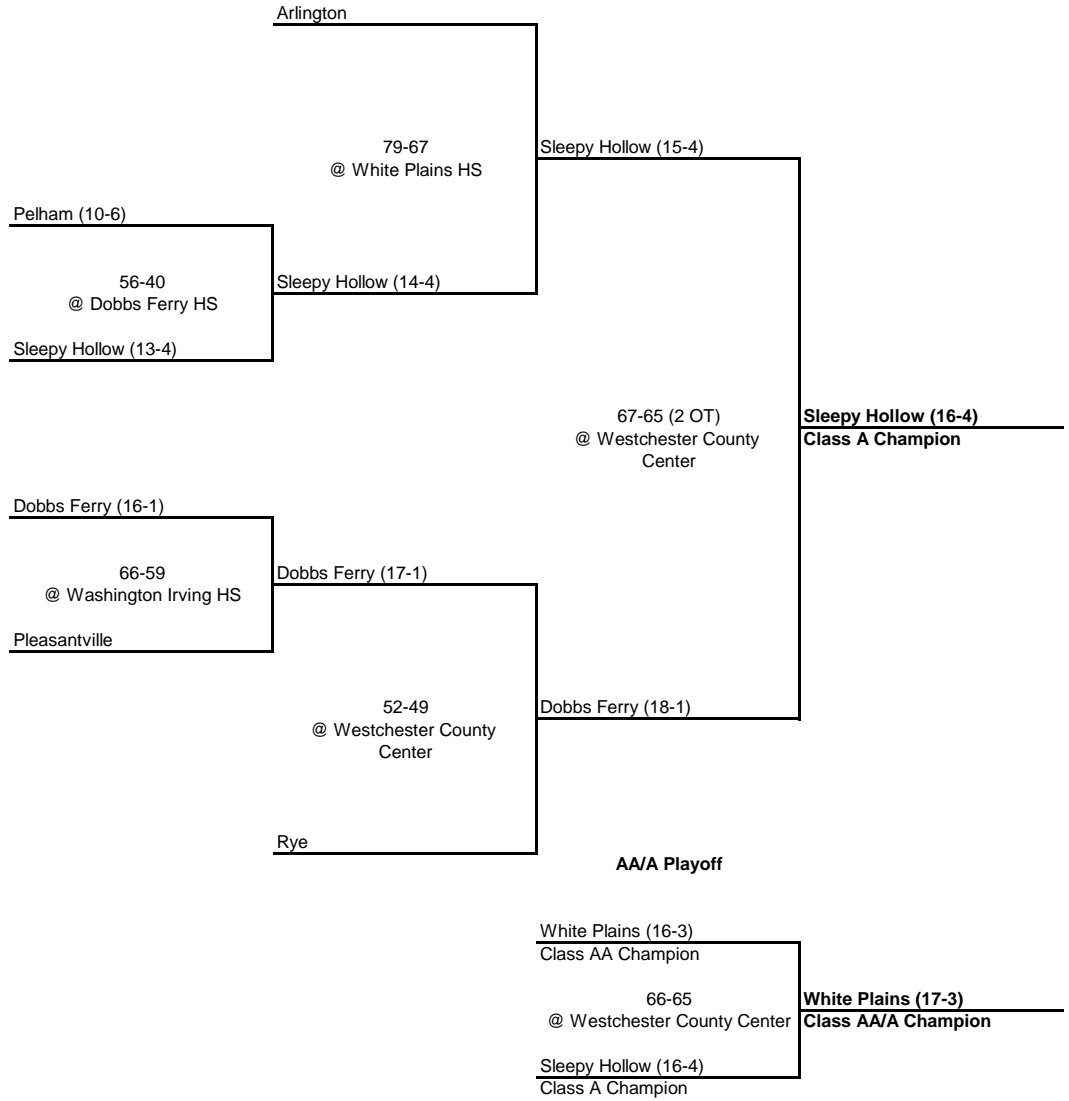 Arlington
79-67
@ White Plains HS
Sleepy Hollow (15-4)
Pelham (10-6)
56-40
@ Dobbs Ferry HS
Sleepy Hollow (14-4)
Sleepy Hollow (13-4)
67-65 (2 OT)
@ Westchester County
Center
Sleepy Hollow (16-4)
Class A Champion
Dobbs Ferry (16-1)
66-59
@ Washington Irving HS
Dobbs Ferry (17-1)
Pleasantville
52-49
@ Westchester County
Center
Dobbs Ferry (18-1)
Rye
AA/A Playoff
White Plains (16-3)
Class AA Champion
66-65
@ Westchester County Center
White Plains (17-3)
Class AA/A Champion
Sleepy Hollow (16-4)
Class A Champion